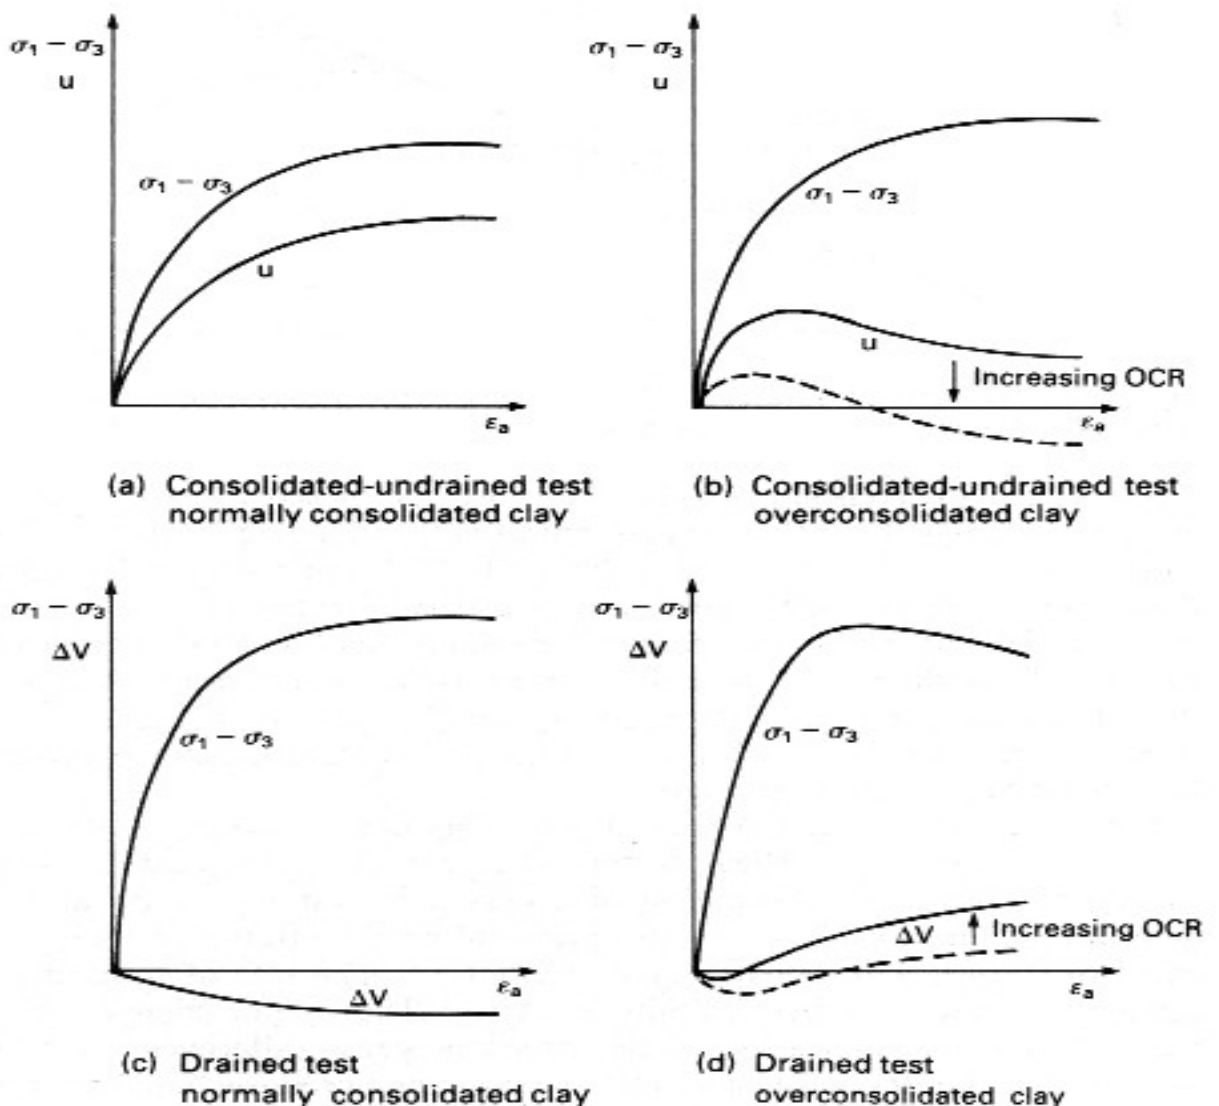 σ₁ − σ₃
u
σ₁ − σ₃
u
εₐ
(a) Consolidated-undrained test
normally consolidated clay
σ₁ − σ₃
u
σ₁ − σ₃
u
Increasing OCR
εₐ
(b) Consolidated-undrained test
overconsolidated clay
σ₁ − σ₃
ΔV
σ₁ − σ₃
εₐ
ΔV
(c) Drained test
normally consolidated clay
σ₁ − σ₃
ΔV
σ₁ − σ₃
ΔV
Increasing OCR
εₐ
(d) Drained test
overconsolidated clay